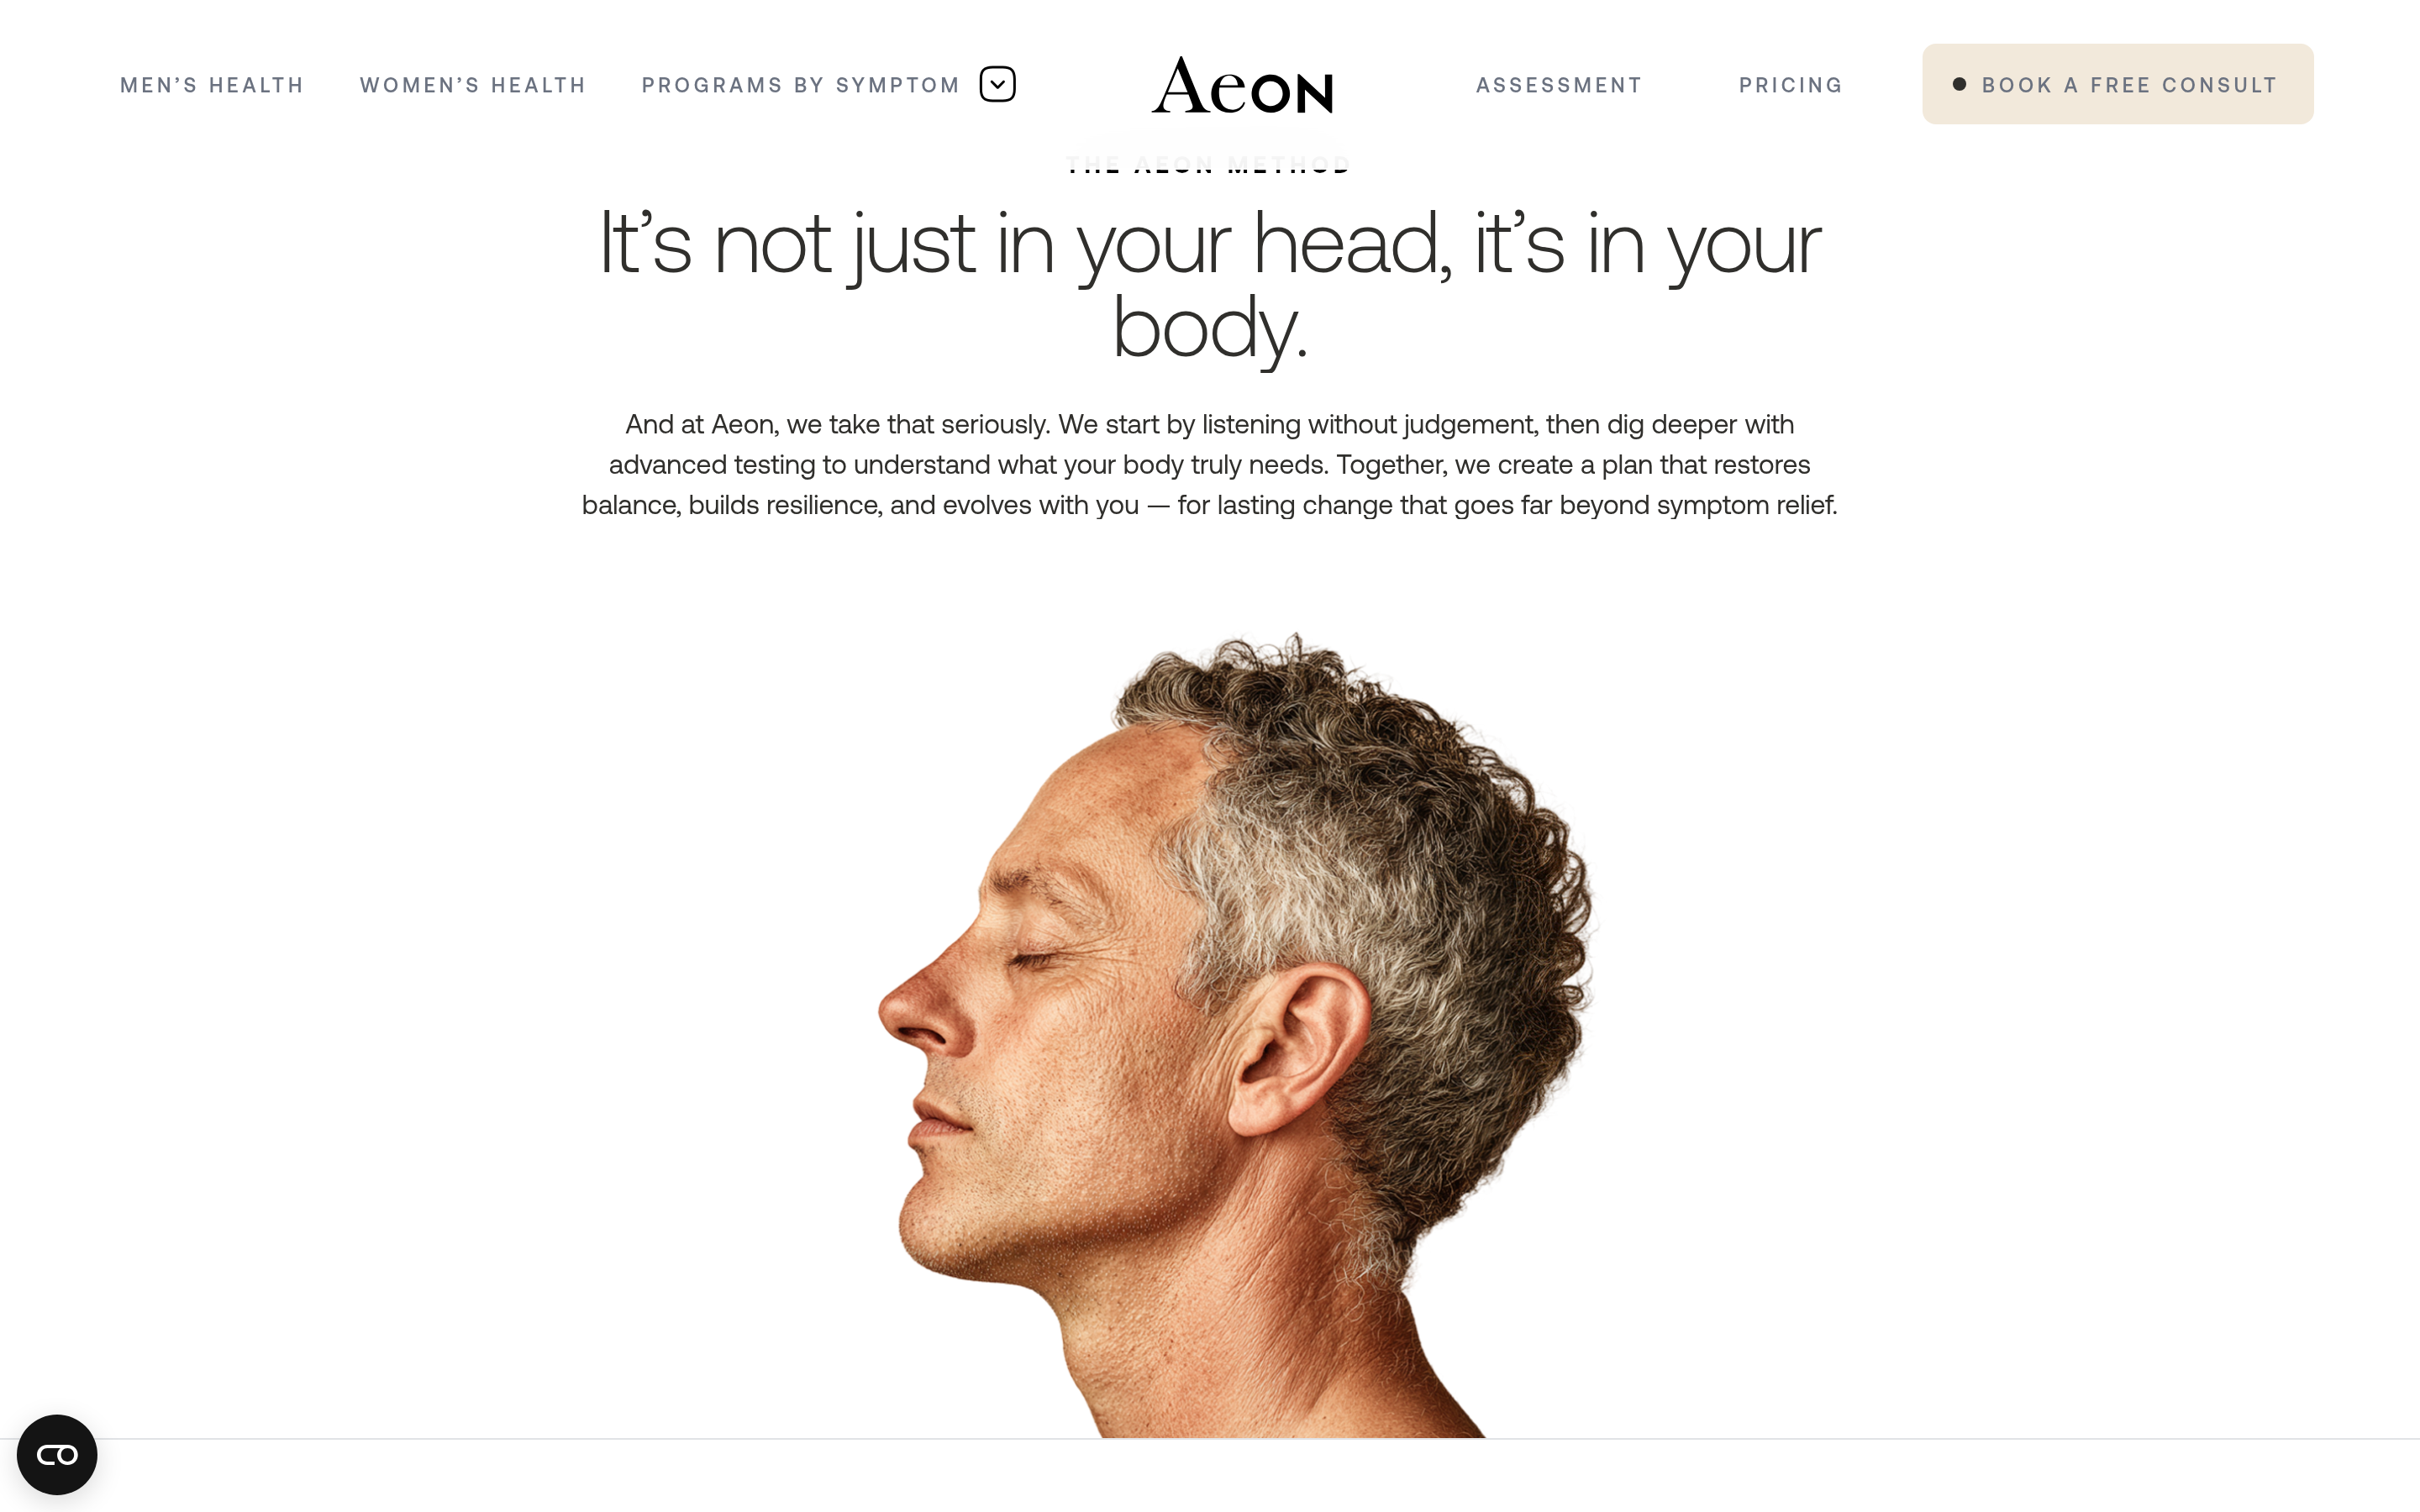 MEN’S HEALTH
WOMEN’S HEALTH
PROGRAMS BY SYMPTOM
AeON
ASSESSMENT
PRICING
BOOK A FREE CONSULT
THE AEON METHOD
It’s not just in your head, it’s in your
body.
And at Aeon, we take that seriously. We start by listening without judgement, then dig deeper with
advanced testing to understand what your body truly needs. Together, we create a plan that restores
balance, builds resilience, and evolves with you — for lasting change that goes far beyond symptom relief.